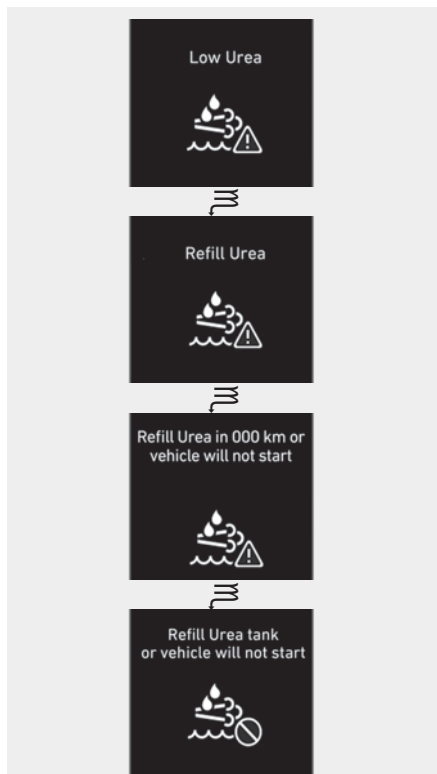 Low Urea
Refill Urea
Refill Urea in 000 km or
vehicle will not start
Refill Urea tank
or vehicle will not start